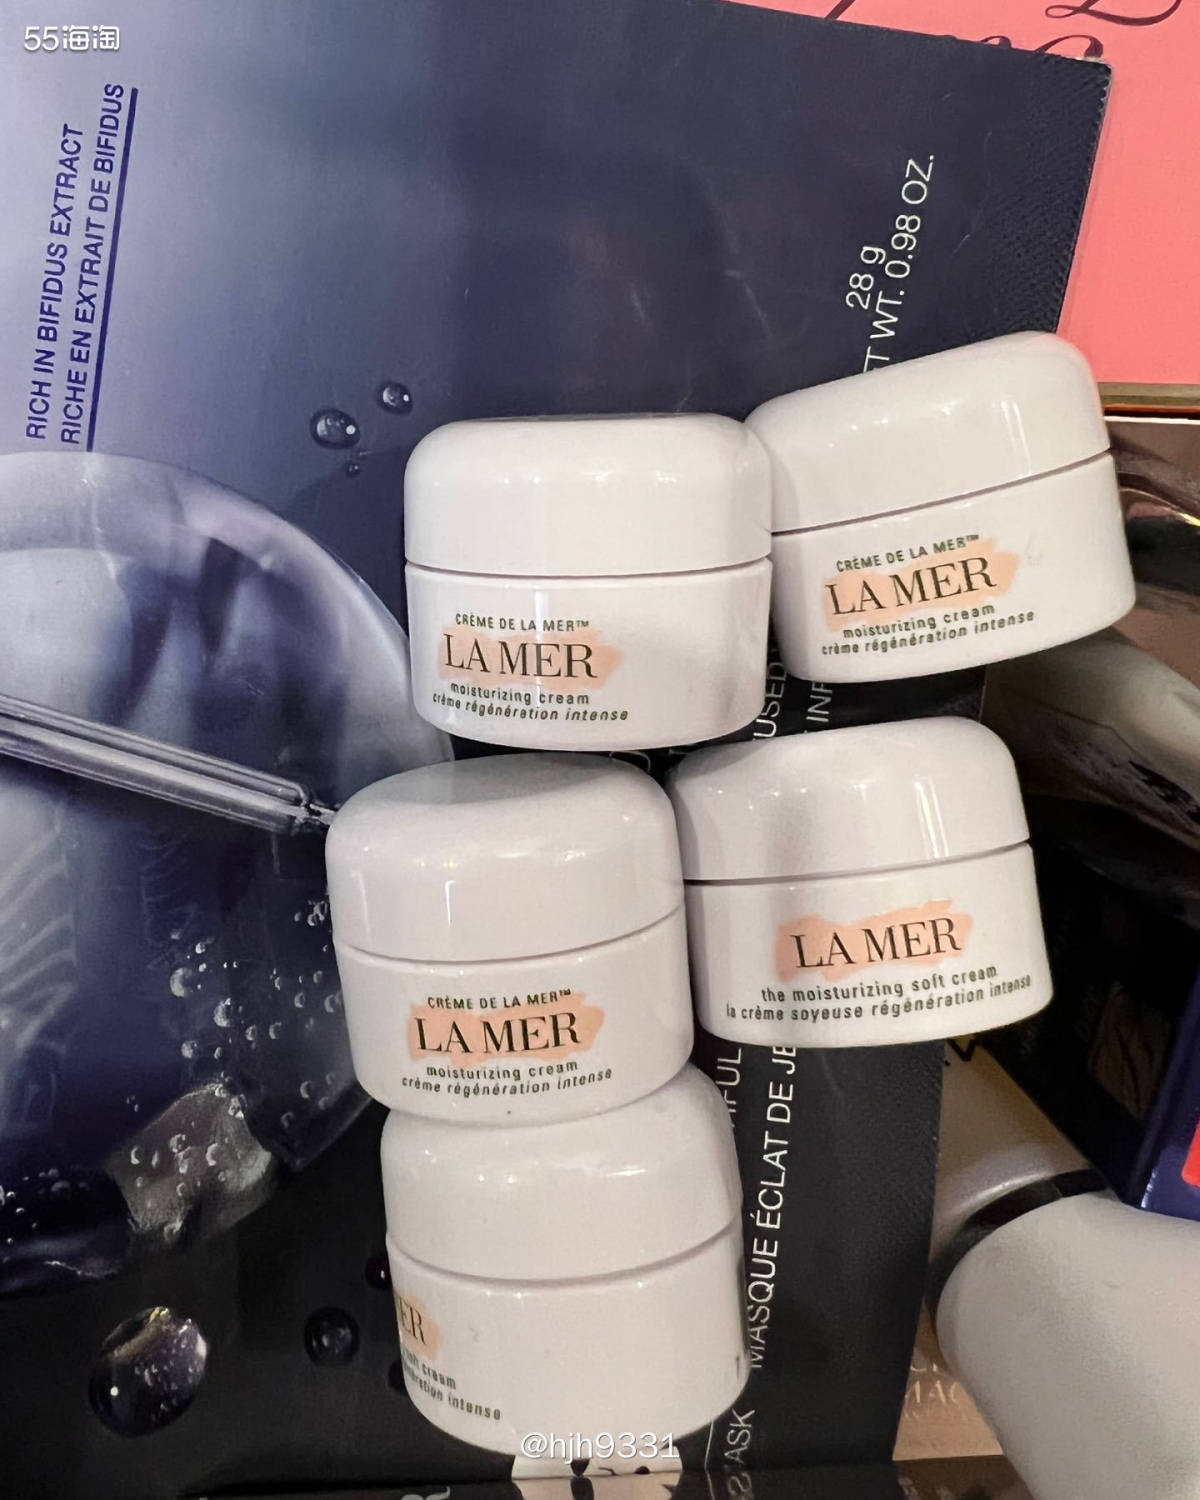 55海淘
RICH IN BIFIDUS EXTRACT
RICHE EN EXTRAIT DE BIFIDUS
28 g
WT. 0.98 OZ.
CRÈME DE LA MER™
LA MER
moisturizing cream
crème régénération intense
CRÈME DE LA MER™
LA MER
moisturizing cream
crème régénération intense
CRÈME DE LA MER™
LA MER
moisturizing cream
crème régénération intense
LA MER
the moisturizing soft cream
la crème soyeuse régénération intense
ER
cream
intense
MASQUE ÉCLAT DE JE
@hjh9331